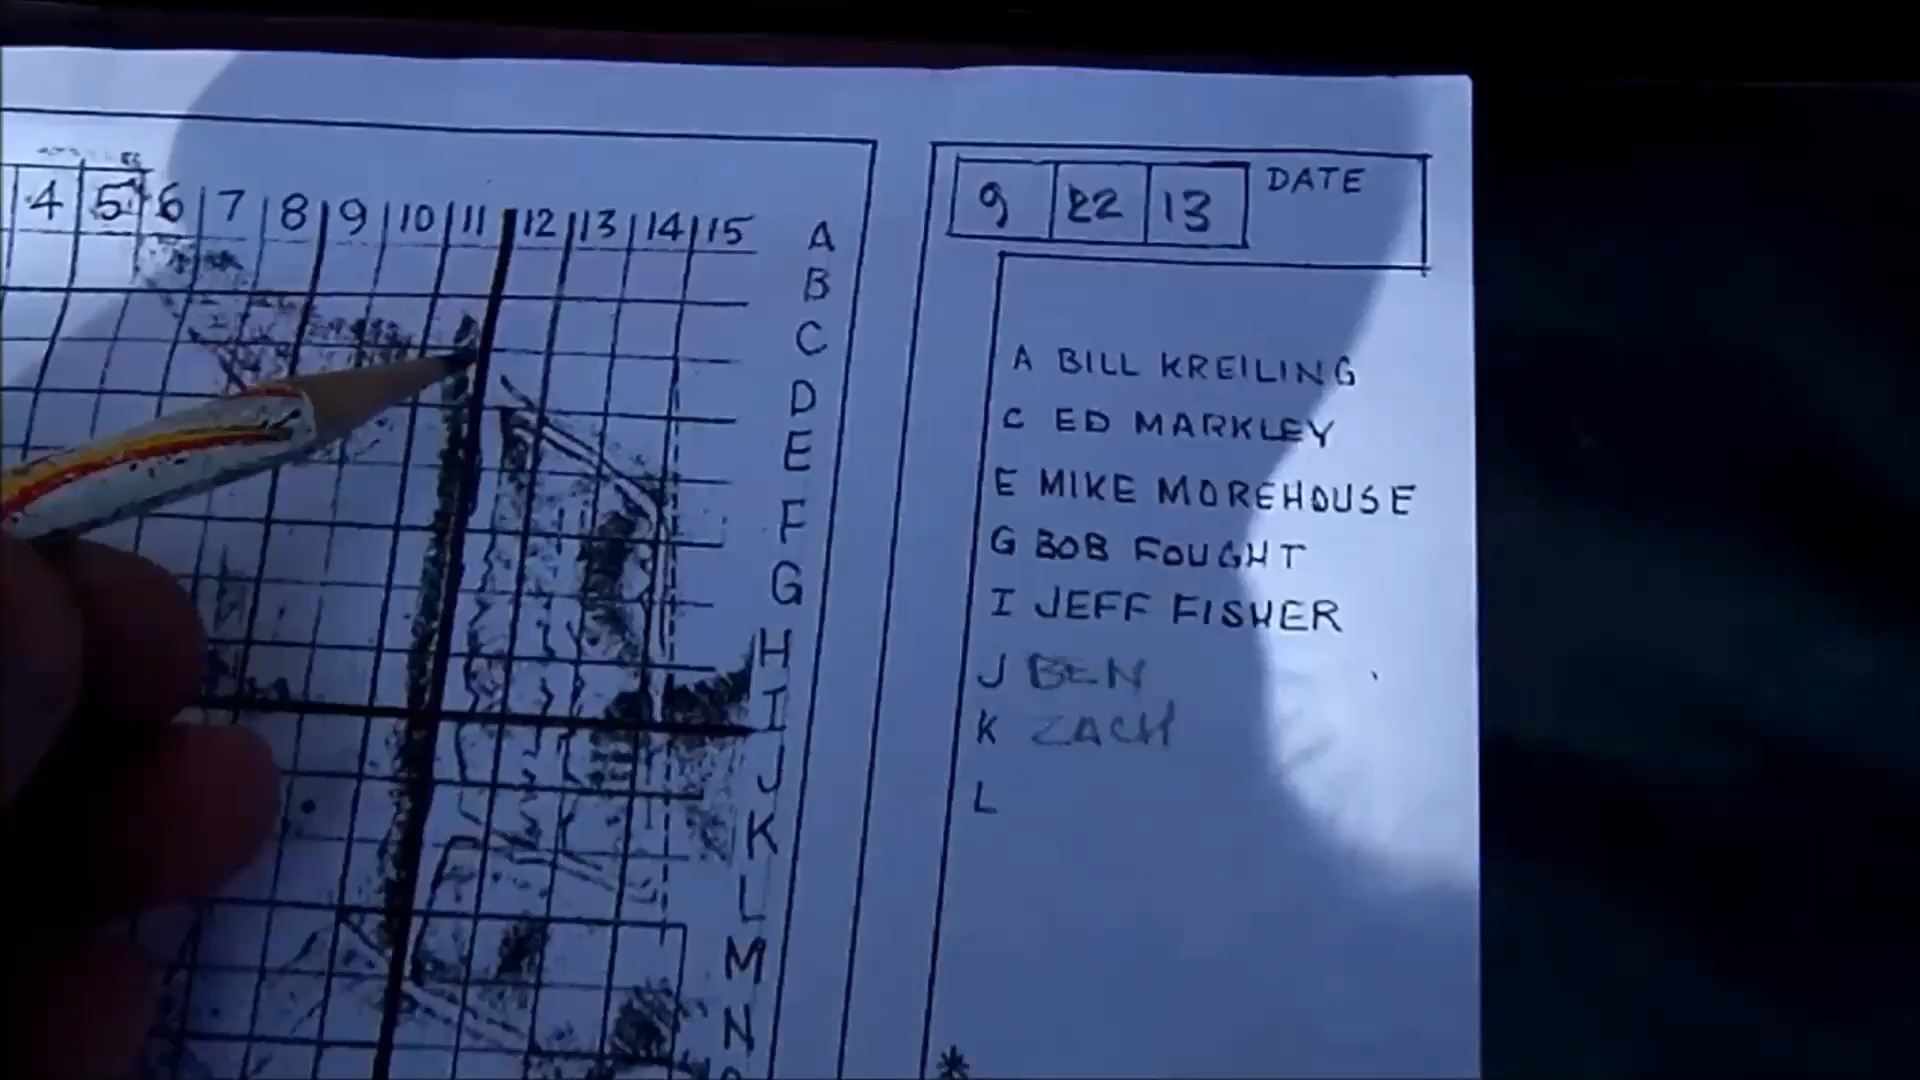 4 5 6 7 8 9 10 11 12 13 14 15
A
B
C
D
E
F
G
H
I
J
K
L
M
N
9 22 13 DATE
A BILL KREILING
C ED MARKLEY
E MIKE MOREHOUSE
G BOB FOUGHT
I JEFF FISHER
J BEN
K ZACH
L
*